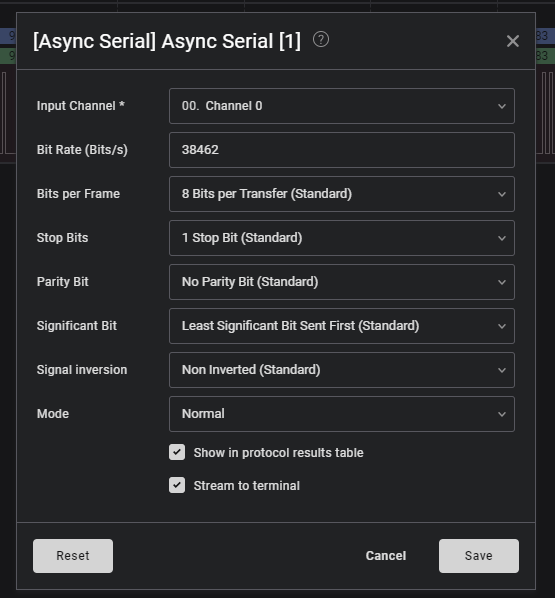 [Async Serial] Async Serial [1] ?
Input Channel * 00. Channel 0
Bit Rate (Bits/s) 38462
Bits per Frame 8 Bits per Transfer (Standard)
Stop Bits 1 Stop Bit (Standard)
Parity Bit No Parity Bit (Standard)
Significant Bit Least Significant Bit Sent First (Standard)
Signal inversion Non Inverted (Standard)
Mode Normal
Show in protocol results table
Stream to terminal
Reset Cancel Save